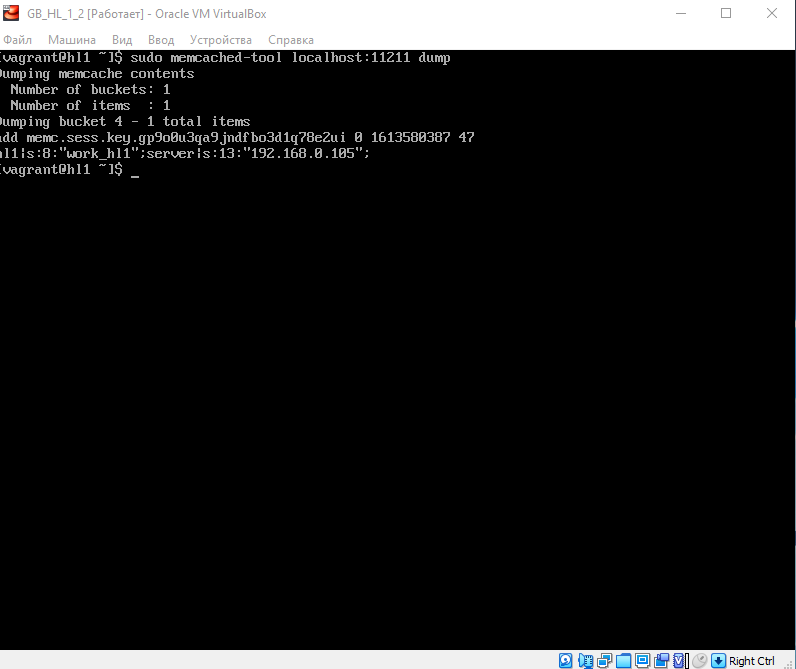 GB_HL_1_2 [Работает] - Oracle VM VirtualBox
Файл Машина Вид Ввод Устройства Справка
[vagrant@hl1 ~]$ sudo memcached-tool localhost:11211 dump
Dumping memcache contents
Number of buckets: 1
Number of items : 1
Dumping bucket 4 - 1 total items
add memc.sess.key.gp9o0u3qa9jndfbo3d1q78e2ui 0 1613580387 47
hl1|s:8:"work_hl1";server|s:13:"192.168.0.105";
[vagrant@hl1 ~]$ _
Right Ctrl